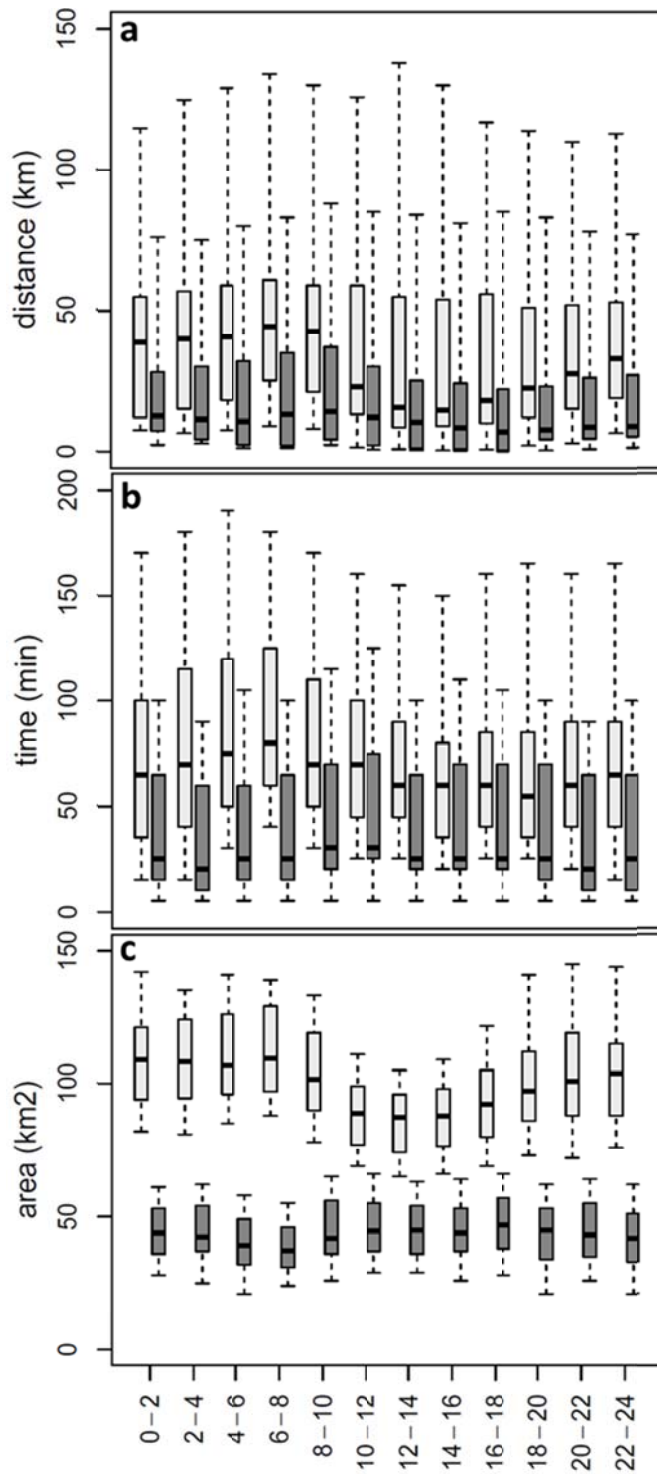 a
distance (km)
150
100
50
0
b
time (min)
200
150
100
50
0
c
area (km2)
150
100
50
0
0 – 2
2 – 4
4 – 6
6 – 8
8 – 10
10 – 12
12 – 14
14 – 16
16 – 18
18 – 20
20 – 22
22 – 24